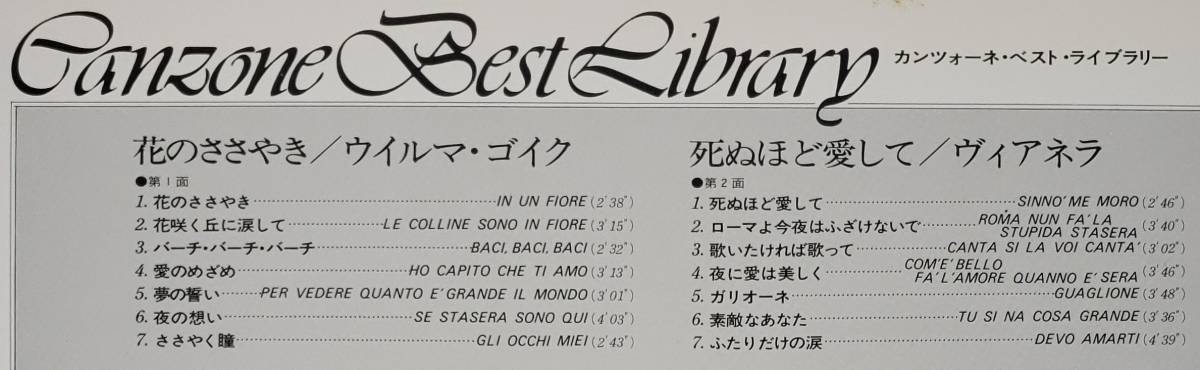 Canzone Best Library カンツォーネ・ベスト・ライブラリー
花のささやき／ウイルマ・ゴイク
●第1面
1. 花のささやき IN UN FIORE (2'38")
2. 花咲く丘に涙して LE COLLINE SONO IN FIORE (3'15")
3. バーチ・バーチ・バーチ BACI, BACI, BACI (2'32")
4. 愛のめざめ HO CAPITO CHE TI AMO (3'13")
5. 夢の誓い PER VEDERE QUANTO E' GRANDE IL MONDO (3'01")
6. 夜の想い SE STASERA SONO QUI (4'03")
7. ささやく瞳 GLI OCCHI MIEI (2'43")
死ぬほど愛して／ヴィアネラ
●第2面
1. 死ぬほど愛して SINNO' ME MORO (2'46")
2. ローマよ今夜はふざけないで ROMA NUN FA' LA
STUPIDA STASERA (3'40")
3. 歌いたければ歌って CANTA SI LA VOI CANTA' (3'02")
4. 夜に愛は美しく COM'E' BELLO
FA' L'AMORE QUANNO E' SERA (3'46")
5. ガリオーネ GUAGLIONE (3'48")
6. 素敵なあなた TU SI NA COSA GRANDE (3'36")
7. ふたりだけの涙 DEVO AMARTI (4'39")